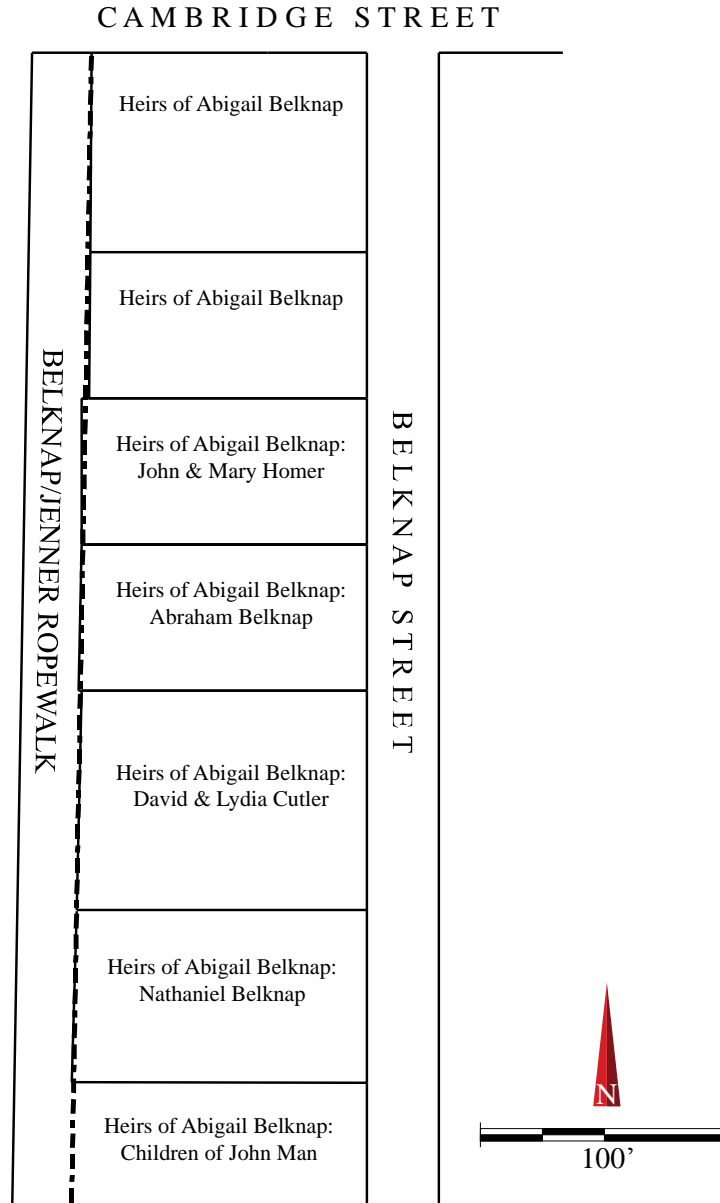 CAMBRIDGE STREET
Heirs of Abigail Belknap
Heirs of Abigail Belknap
BELKNAP/JENNER ROPEWALK
BELKNAP STREET
Heirs of Abigail Belknap:
John & Mary Homer
Heirs of Abigail Belknap:
Abraham Belknap
Heirs of Abigail Belknap:
David & Lydia Cutler
Heirs of Abigail Belknap:
Nathaniel Belknap
Heirs of Abigail Belknap:
Children of John Man
N
100’